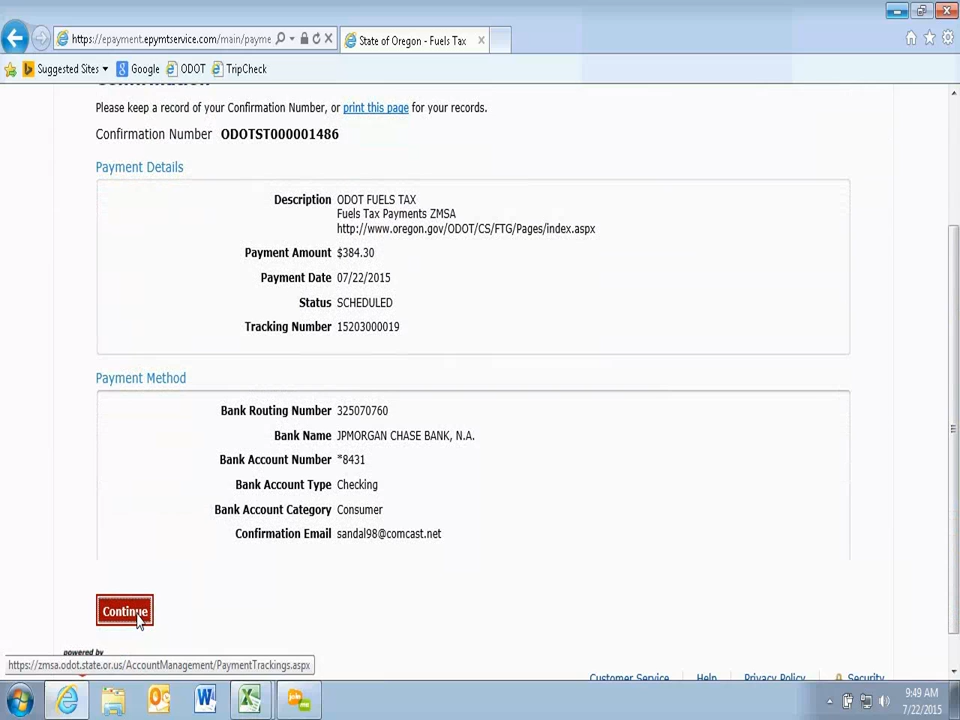 https://epayment.epymtservice.com/main/payme
State of Oregon - Fuels Tax
Suggested Sites
Google
ODOT
TripCheck
Confirmation
Please keep a record of your Confirmation Number, or print this page for your records.
Confirmation Number ODOTST000001486
Payment Details
Description ODOT FUELS TAX
Fuels Tax Payments ZMSA
http://www.oregon.gov/ODOT/CS/FTG/Pages/index.aspx
Payment Amount $384.30
Payment Date 07/22/2015
Status SCHEDULED
Tracking Number 15203000019
Payment Method
Bank Routing Number 325070760
Bank Name JPMORGAN CHASE BANK, N.A.
Bank Account Number *8431
Bank Account Type Checking
Bank Account Category Consumer
Confirmation Email sandal98@comcast.net
Continue
powered by
https://zmsa.odot.state.or.us/AccountManagement/PaymentTrackings.aspx
Customer Service Help Privacy Policy Security
9:49 AM
7/22/2015